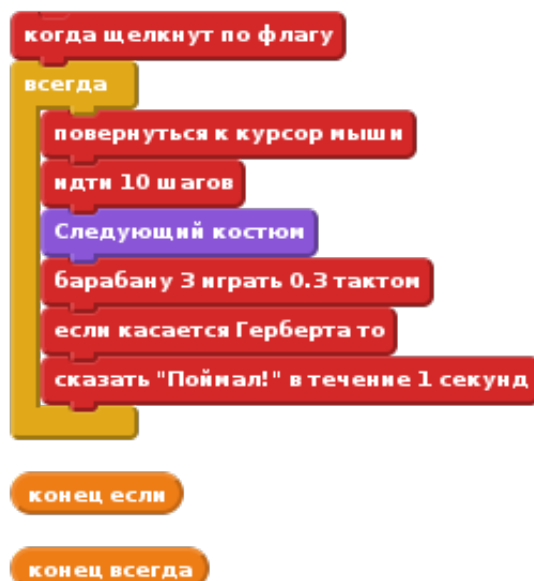 когда щелкнут по флагу
всегда
повернуться к курсор мыши
идти 10 шагов
Следующий костюм
барабану 3 играть 0.3 тактом
если касается Герберта то
сказать "Поймал!" в течение 1 секунд
конец если
конец всегда